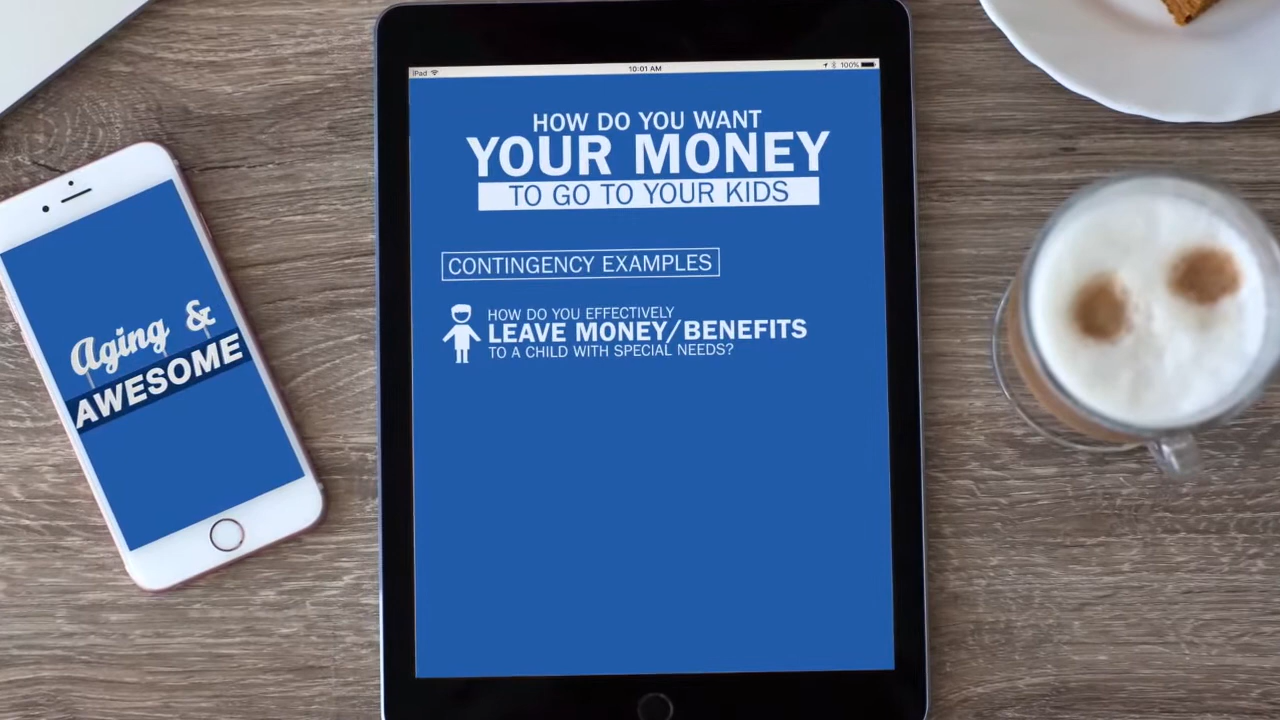 iPad
10:01 AM
100%
HOW DO YOU WANT
YOUR MONEY
TO GO TO YOUR KIDS
CONTINGENCY EXAMPLES
HOW DO YOU EFFECTIVELY
LEAVE MONEY/BENEFITS
TO A CHILD WITH SPECIAL NEEDS?
Aging &
AWESOME